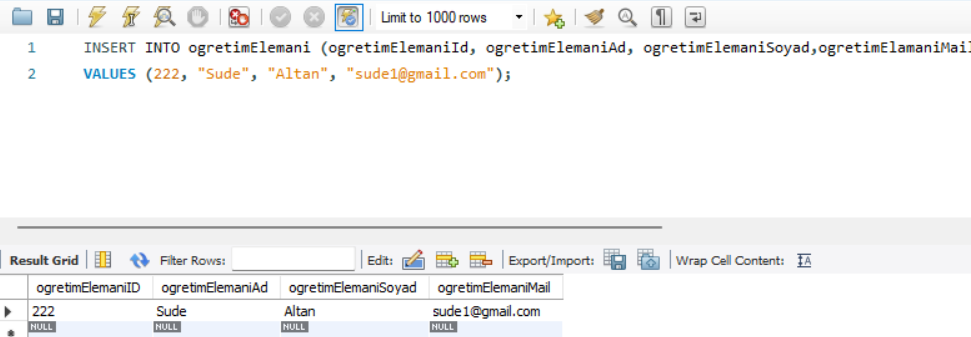 Limit to 1000 rows
1 INSERT INTO ogretimElemani (ogretimElemaniId, ogretimElemaniAd, ogretimElemaniSoyad,ogretimElamaniMail
2 VALUES (222, "Sude", "Altan", "sude1@gmail.com");
Result Grid Filter Rows: Edit: Export/Import: Wrap Cell Content: IA
ogretimElemaniID ogretimElemaniAd ogretimElemaniSoyad ogretimElemaniMail
222 Sude Altan sude1@gmail.com
NULL NULL NULL NULL